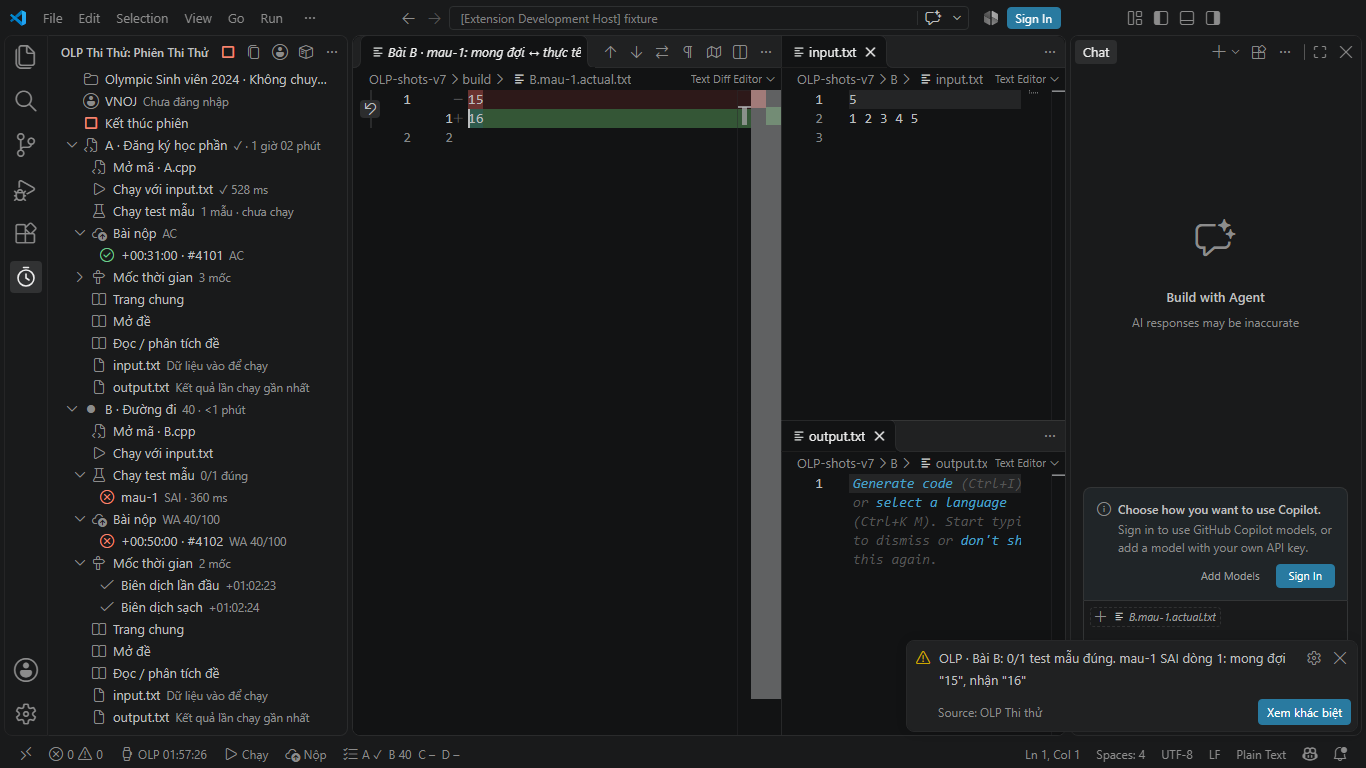 File Edit Selection View Go Run ···
[Extension Development Host] fixture
Sign In
OLP Thi Thử: Phiên Thi Thử
Olympic Sinh viên 2024 · Không chuy...
VNOJ Chưa đăng nhập
Kết thúc phiên
A · Đăng ký học phần ✓ · 1 giờ 02 phút
Mở mã · A.cpp
Chạy với input.txt ✓ 528 ms
Chạy test mẫu 1 mẫu · chưa chạy
Bài nộp AC
+00:31:00 · #4101 AC
Mốc thời gian 3 mốc
Trang chung
Mở đề
Đọc / phân tích đề
input.txt Dữ liệu vào để chạy
output.txt Kết quả lần chạy gần nhất
B · Đường đi 40 · <1 phút
Mở mã · B.cpp
Chạy với input.txt
Chạy test mẫu 0/1 đúng
mau-1 SAI · 360 ms
Bài nộp WA 40/100
+00:50:00 · #4102 WA 40/100
Mốc thời gian 2 mốc
Biên dịch lần đầu +01:02:23
Biên dịch sạch +01:02:24
Trang chung
Mở đề
Đọc / phân tích đề
input.txt Dữ liệu vào để chạy
output.txt Kết quả lần chạy gần nhất
Bài B · mau-1: mong đợi ↔ thực tế
OLP-shots-v7 > build > B.mau-1.actual.txt Text Diff Editor
1 − 15
1 + 16
2 2
input.txt
OLP-shots-v7 > B > input.txt Text Editor
1 5
2 1 2 3 4 5
3
output.txt
OLP-shots-v7 > B > output.tx Text Editor
1 Generate code (Ctrl+I)
or select a language
(Ctrl+K M). Start typi
to dismiss or don't sh
this again.
Chat
Build with Agent
AI responses may be inaccurate
Choose how you want to use Copilot.
Sign in to use GitHub Copilot models, or
add a model with your own API key.
Add Models Sign In
B.mau-1.actual.txt
OLP · Bài B: 0/1 test mẫu đúng. mau-1 SAI dòng 1: mong đợi
"15", nhận "16"
Source: OLP Thi thử
Xem khác biệt
0 0 OLP 01:57:26 Chạy Nộp A ✓ B 40 C – D –
Ln 1, Col 1 Spaces: 4 UTF-8 LF Plain Text